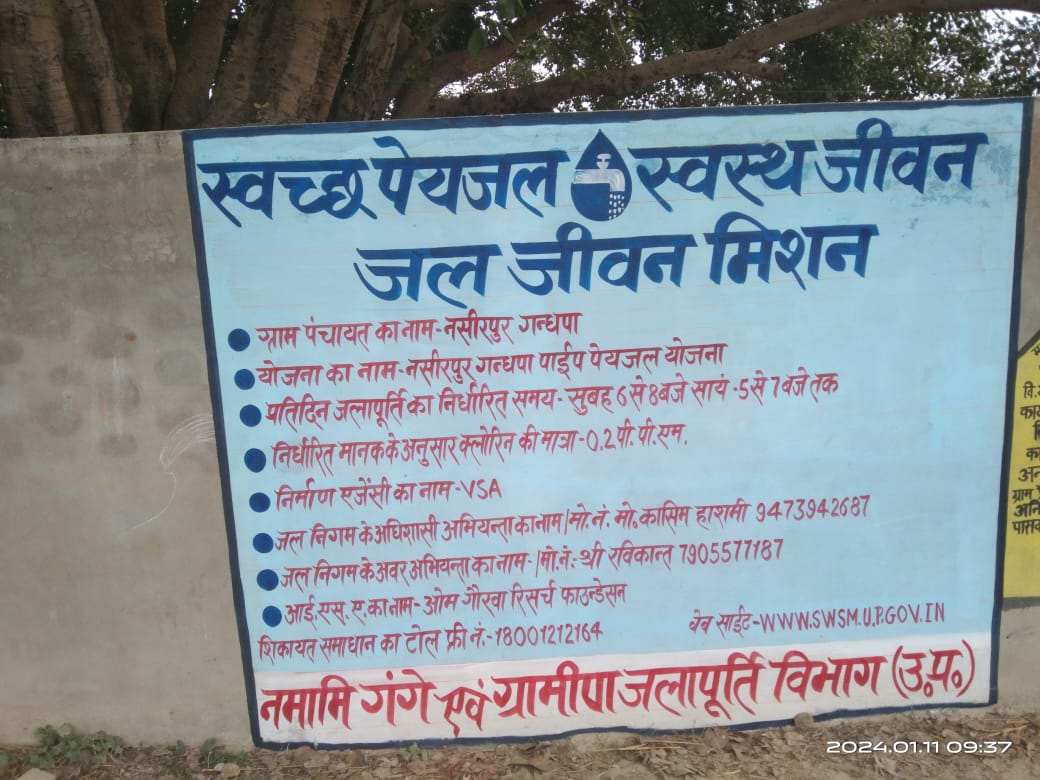 स्वच्छ पेयजल स्वस्थ जीवन
जल जीवन मिशन
ग्राम पंचायत का नाम-नसीरपुर गन्धपा
योजना का नाम-नसीरपुर गन्धपा पाईप पेयजल योजना
प्रतिदिन जलापूर्ति का निर्धारित समय- सुबह 6 से 8 बजे सायं -5 से 7 बजे तक
निर्धारित मानक के अनुसार क्लोरिन की मात्रा-0.2 पी.पी.एम.
निर्माण एजेंसी का नाम-VSA
जल निगम के अधिशासी अभियन्ता का नाम/मो.नं. मो॰ कासिम हाशमी 9473942687
जल निगम के अवर अभियन्ता का नाम-/मो.नं.- श्री रविकान्त 7905577187
आई.एस.ए. का नाम-ओम गौरवा रिसर्च फाउन्डेसन
शिकायत समाधान का टोल फ्री नं.-18001212164
वेब साईट-WWW.SWSM.U.P.GOV.IN
नमामि गंगे एवं ग्रामीण जलापूर्ति विभाग (उ॰प्र॰)
वि.
का
ग्राम
2024.01.11 09:37